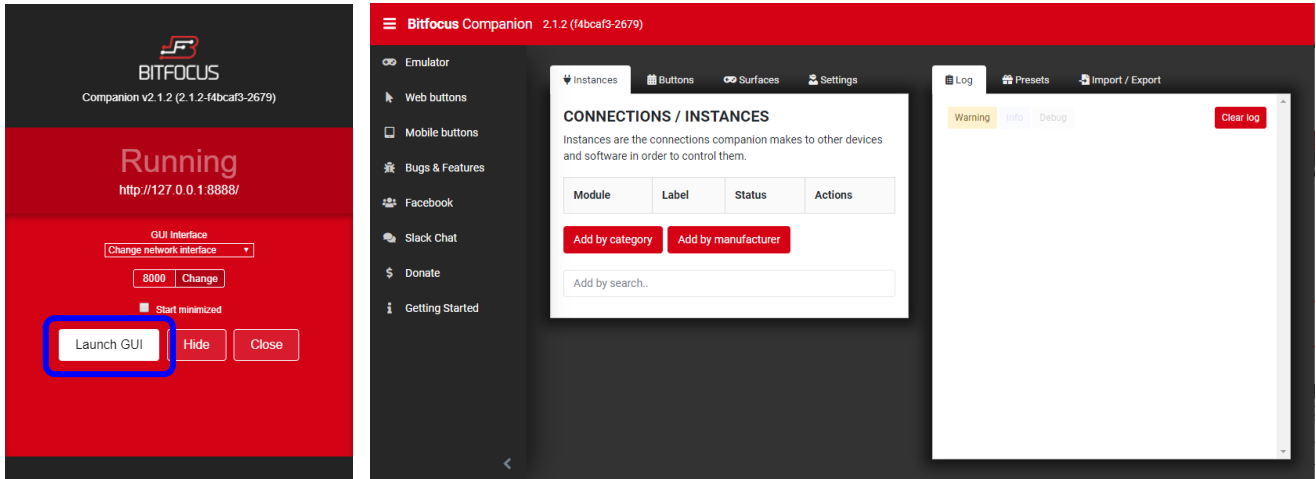 BITFOCUS
Companion v2.1.2 (2.1.2-f4bcaf3-2679)
Running
http://127.0.0.1:8888/
GUI Interface
Change network interface
8000 Change
Start minimized
Launch GUI Hide Close
Bitfocus Companion 2.1.2 (f4bcaf3-2679)
Emulator
Web buttons
Mobile buttons
Bugs & Features
Facebook
Slack Chat
$ Donate
Getting Started
Instances Buttons Surfaces Settings
CONNECTIONS / INSTANCES
Instances are the connections companion makes to other devices
and software in order to control them.
Module Label Status Actions
Add by category Add by manufacturer
Add by search..
Log Presets Import / Export
Warning Info Debug Clear log